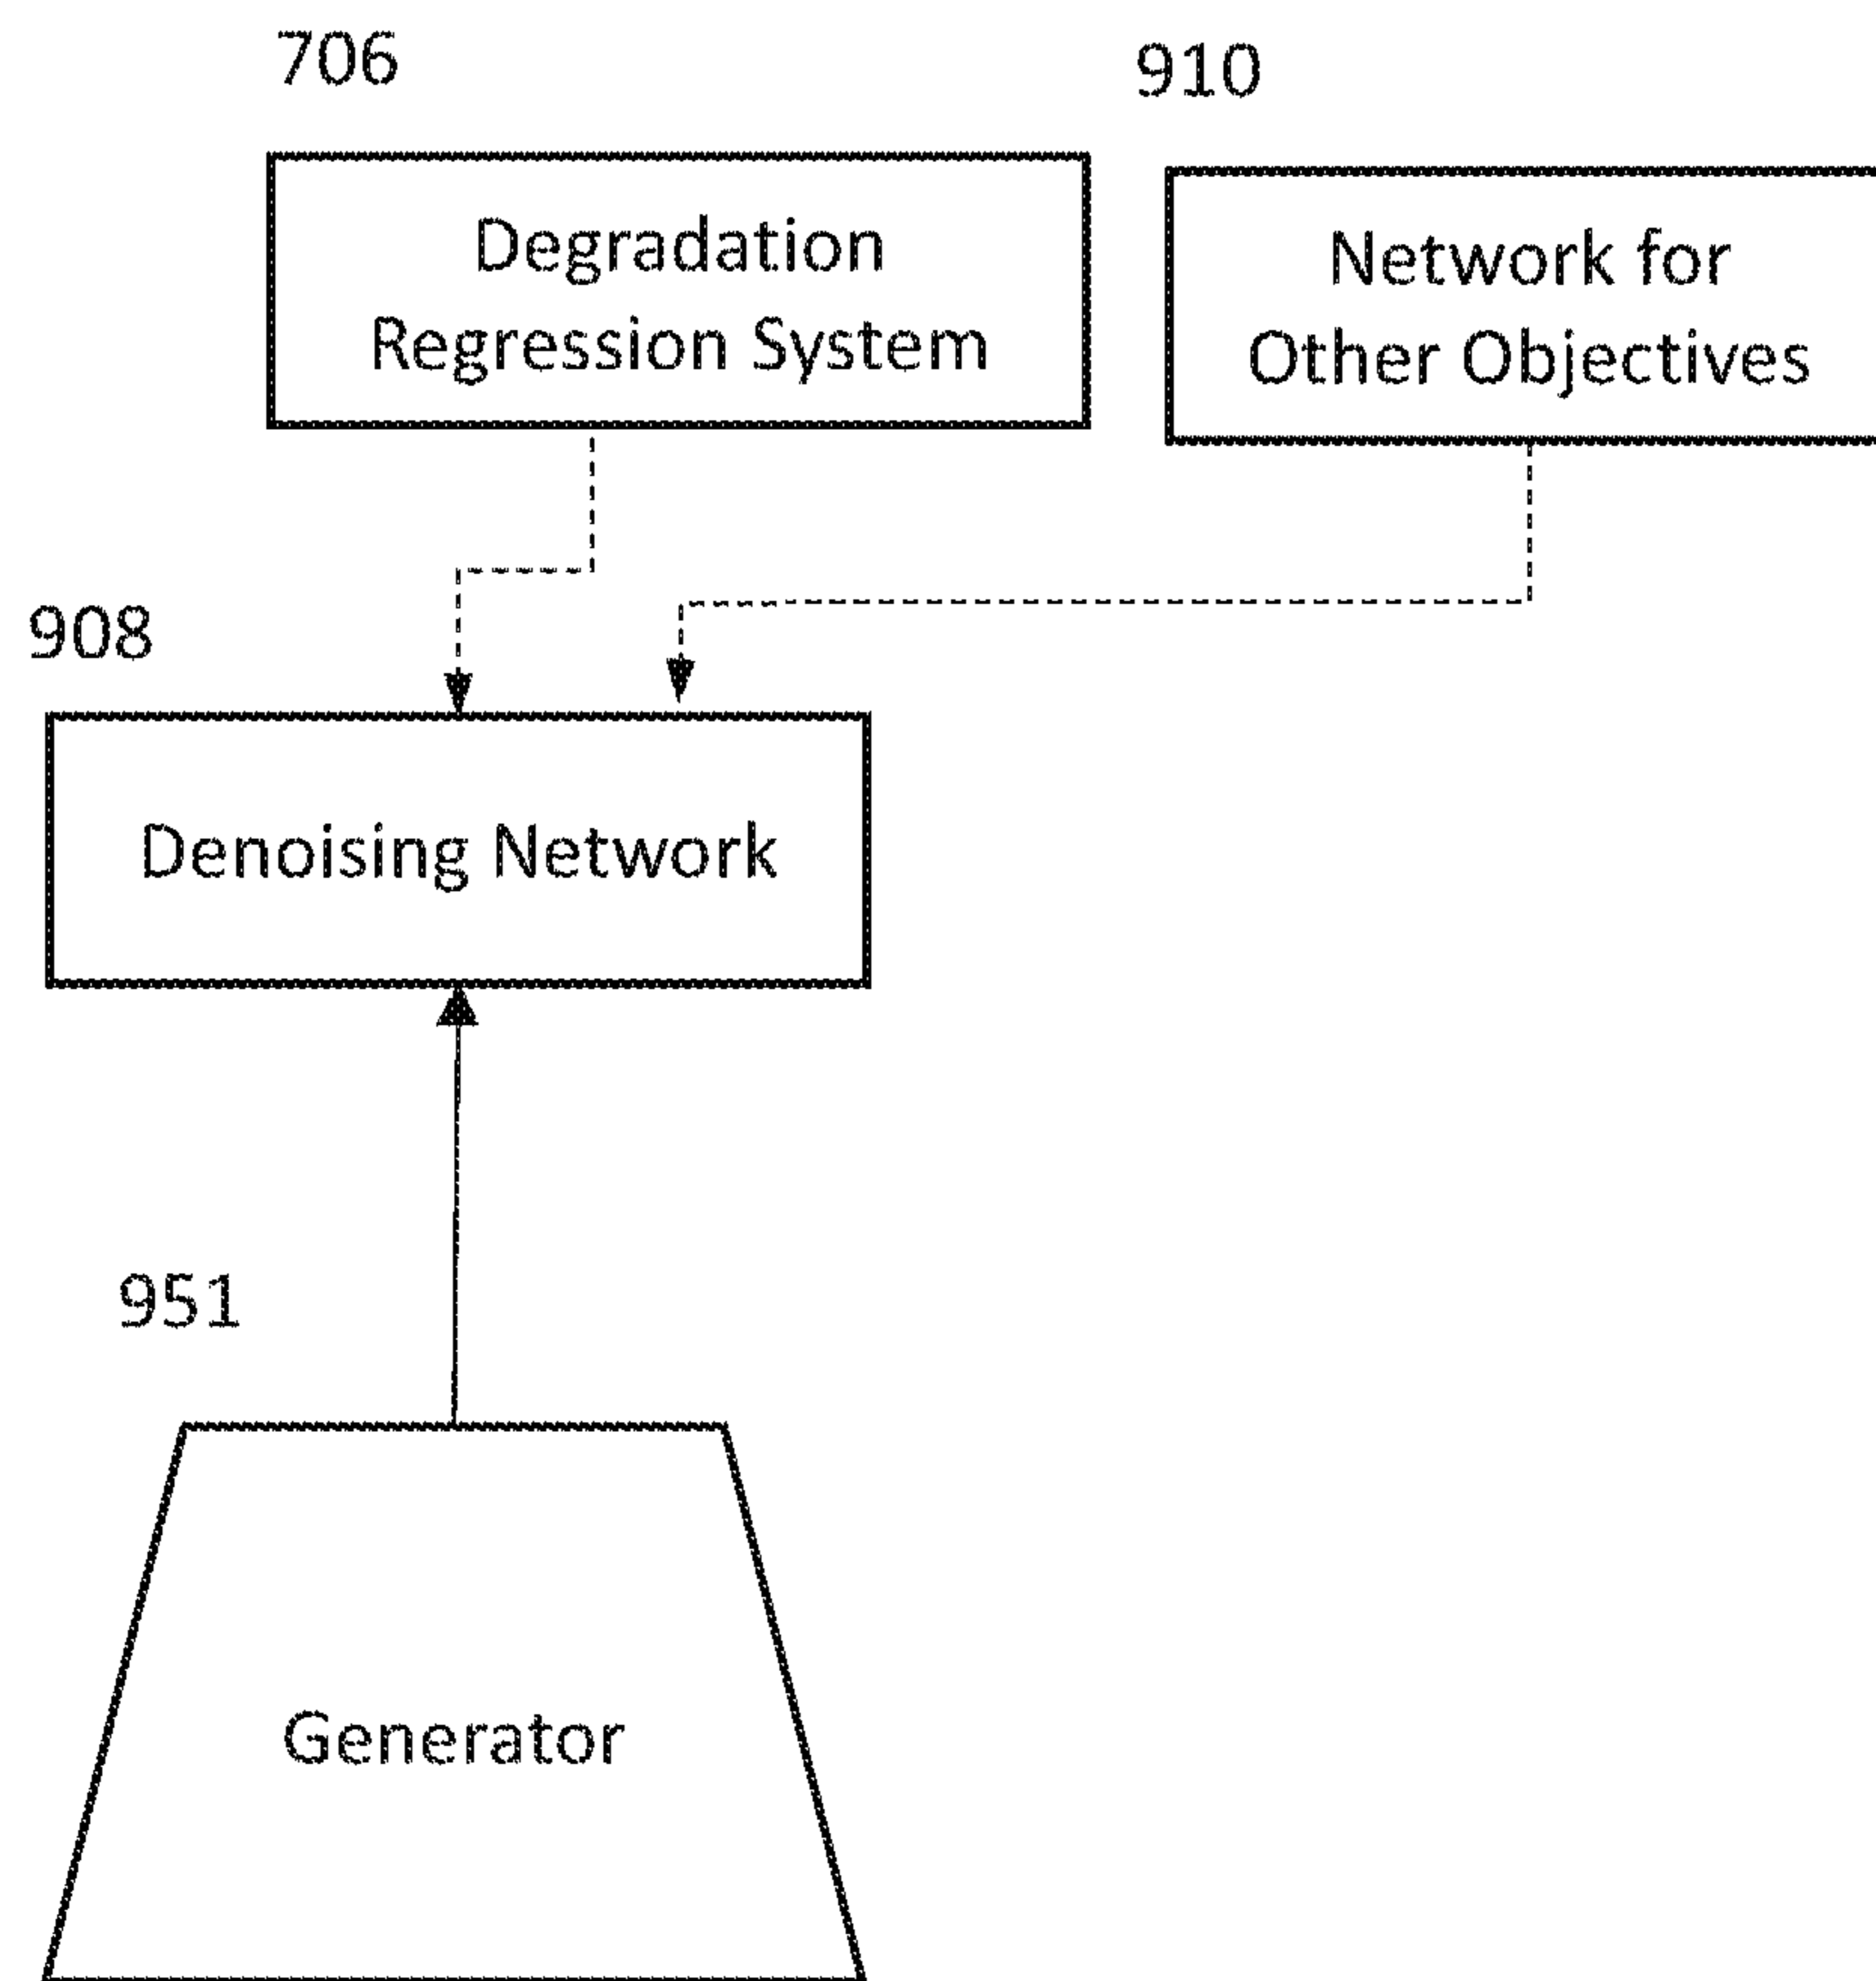 706
910
Degradation
Regression System
Network for
Other Objectives
908
Denoising Network
951
Generator